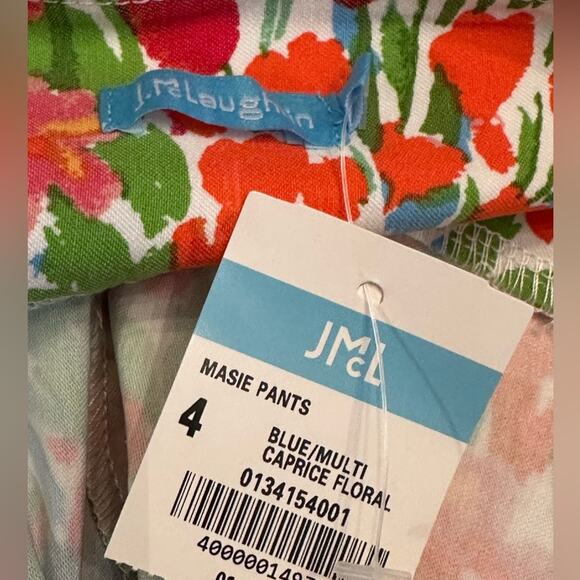 J.McLaughlin
JMCL
MASIE PANTS
4
BLUE/MULTI
CAPRICE FLORAL
0134154001